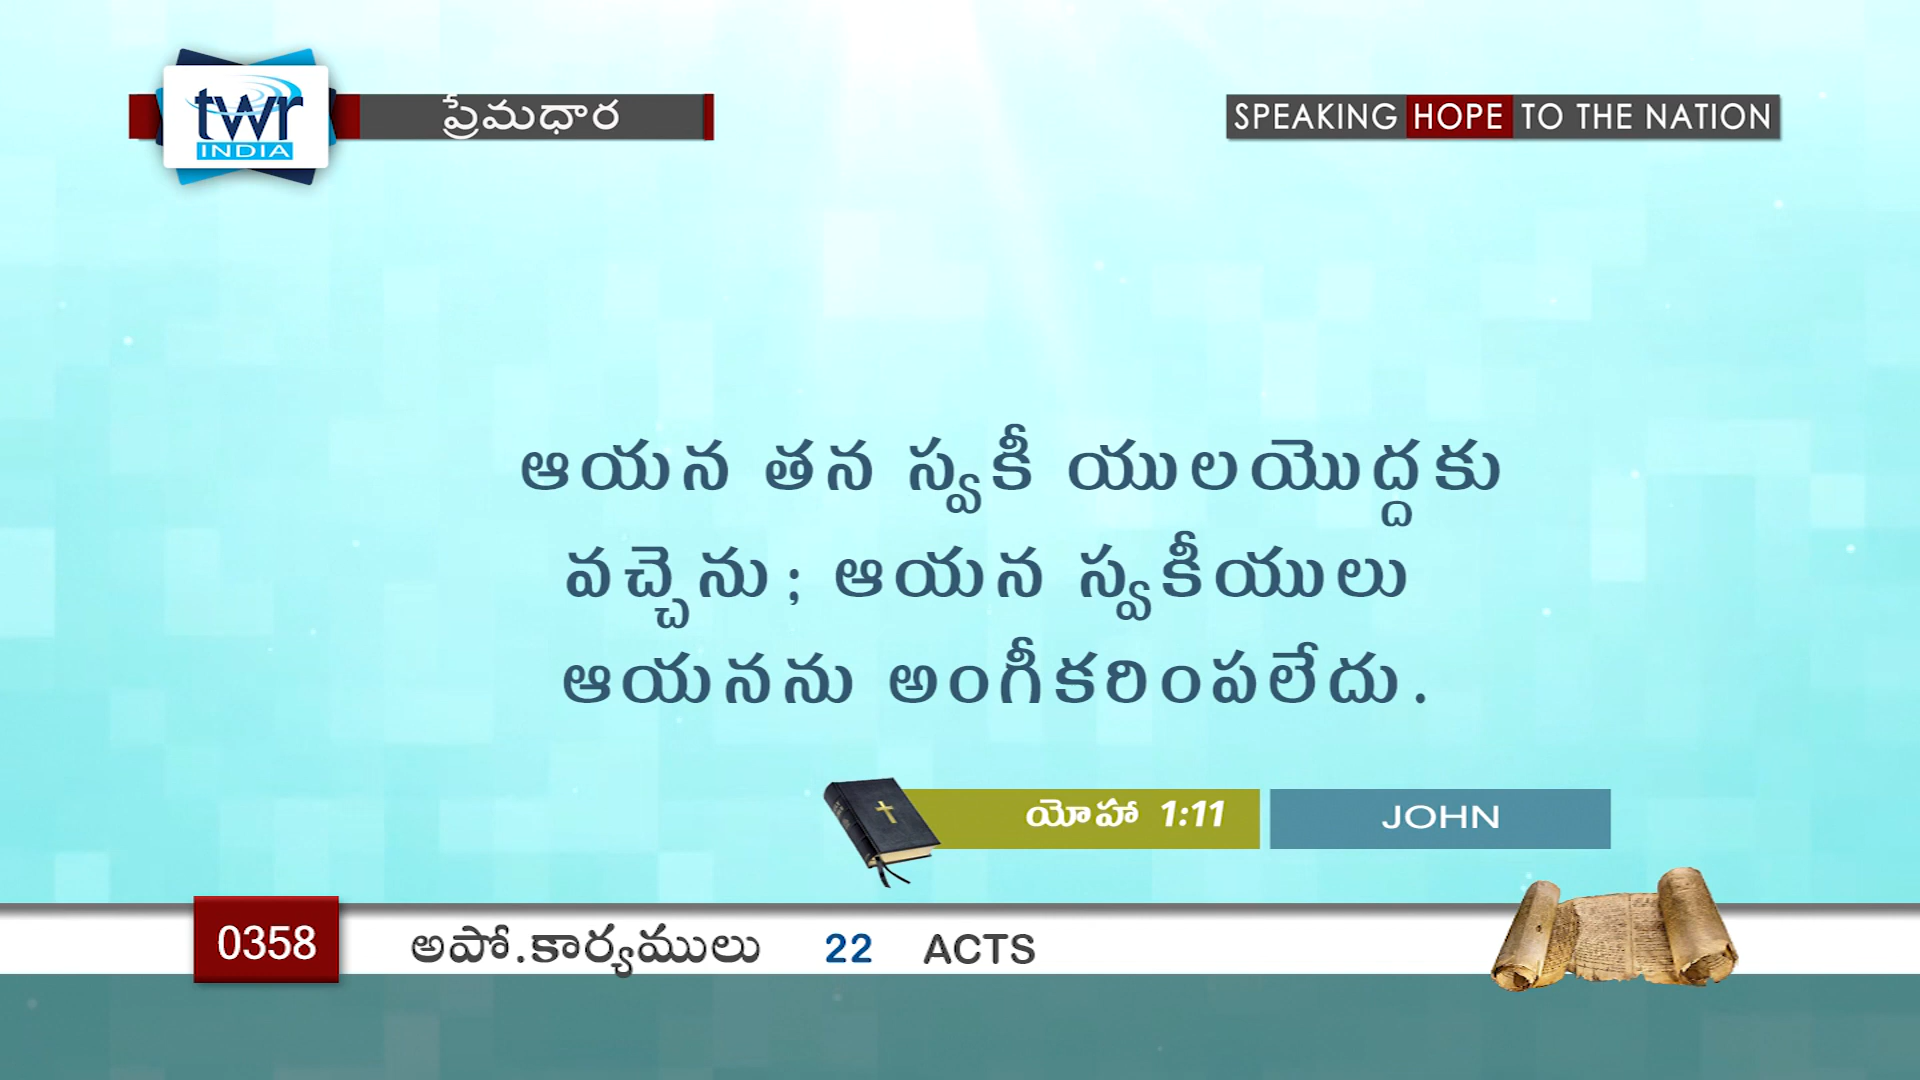 twr
INDIA
ప్రేమధార
SPEAKING HOPE TO THE NATION
ఆయన తన స్వకీ యులయొద్దకు
వచ్చెను; ఆయన స్వకీయులు
ఆయనను అంగీకరింపలేదు.
యోహా 1:11
JOHN
0358
అపో.కార్యములు 22 ACTS